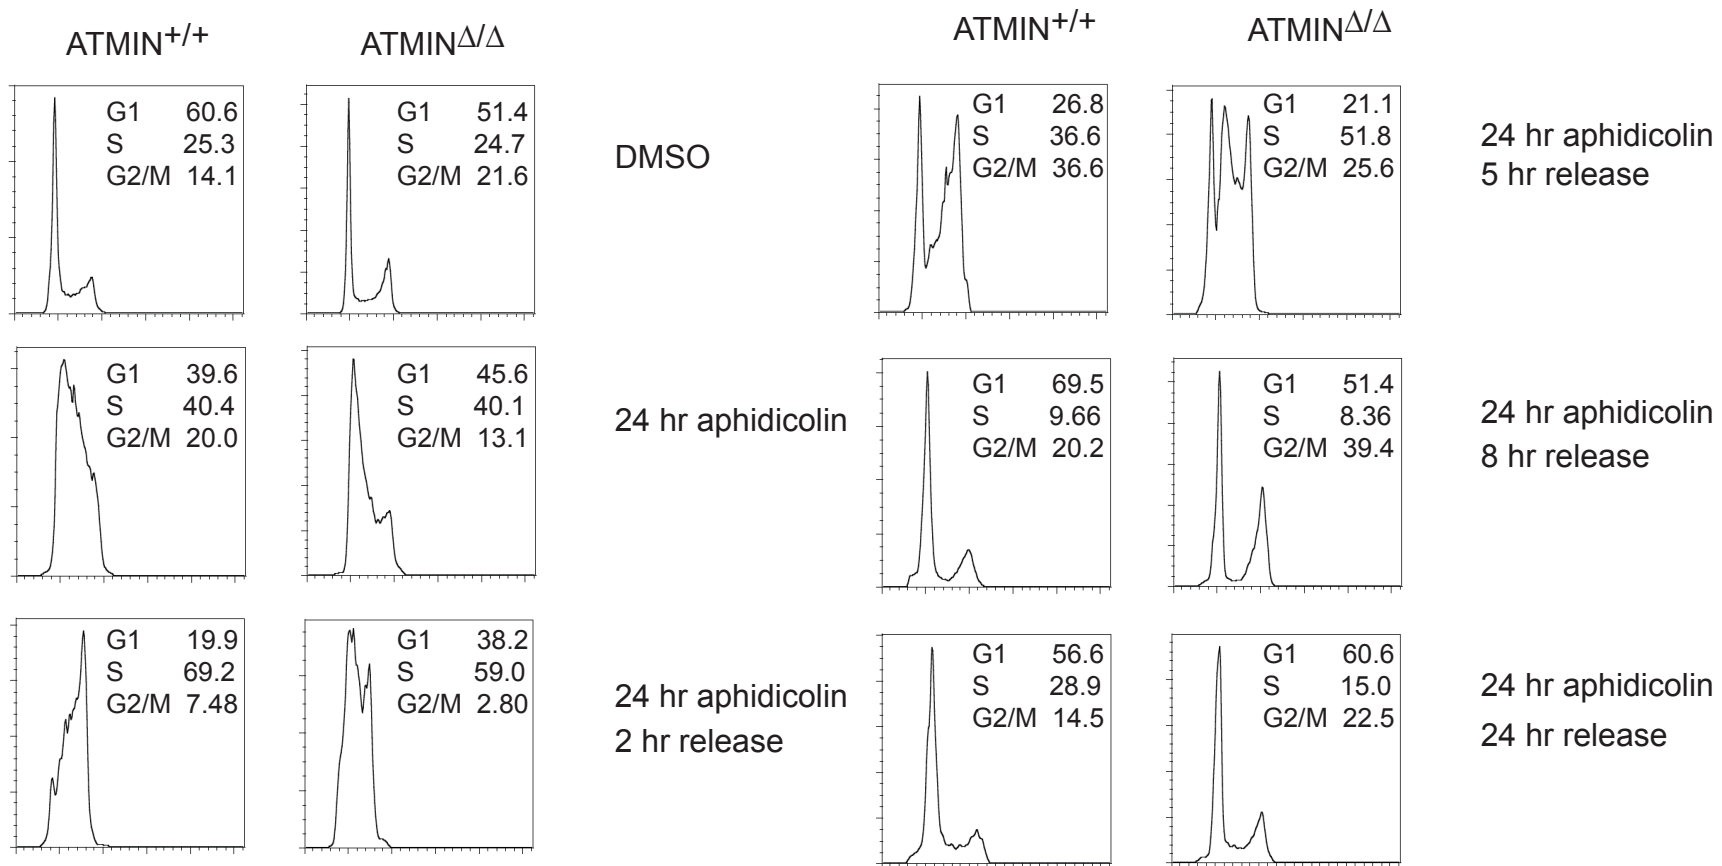 ATMIN+/+
ATMINΔ/Δ
ATMIN+/+
ATMINΔ/Δ
G1 60.6
S 25.3
G2/M 14.1
G1 51.4
S 24.7
G2/M 21.6
DMSO
G1 26.8
S 36.6
G2/M 36.6
G1 21.1
S 51.8
G2/M 25.6
24 hr aphidicolin
5 hr release
G1 39.6
S 40.4
G2/M 20.0
G1 45.6
S 40.1
G2/M 13.1
24 hr aphidicolin
G1 69.5
S 9.66
G2/M 20.2
G1 51.4
S 8.36
G2/M 39.4
24 hr aphidicolin
8 hr release
G1 19.9
S 69.2
G2/M 7.48
G1 38.2
S 59.0
G2/M 2.80
24 hr aphidicolin
2 hr release
G1 56.6
S 28.9
G2/M 14.5
G1 60.6
S 15.0
G2/M 22.5
24 hr aphidicolin
24 hr release